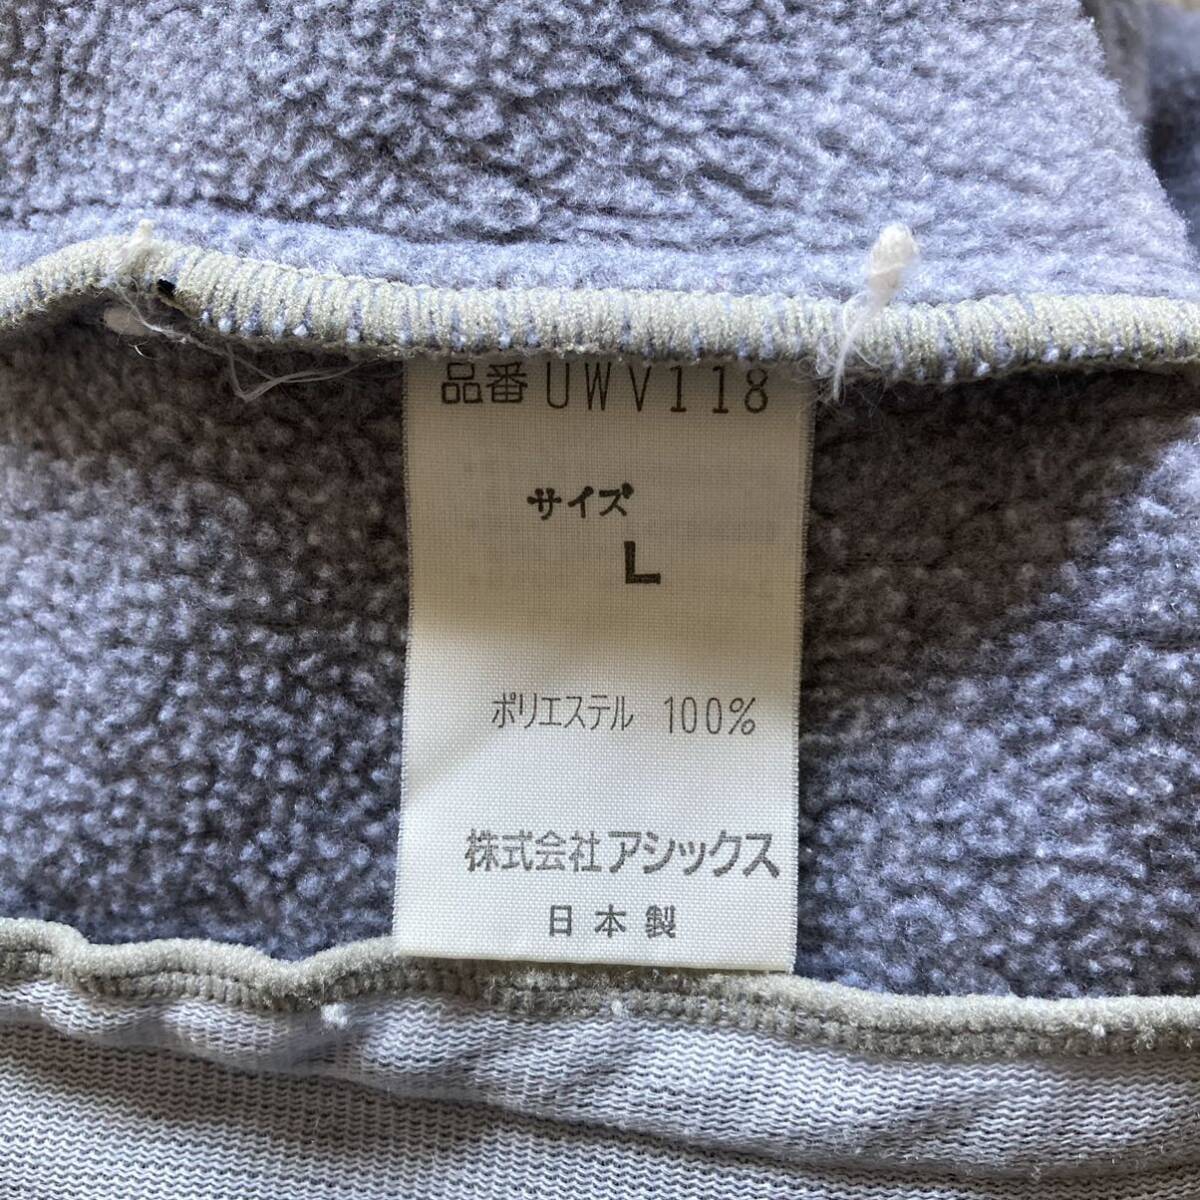 品番 UWV118
サイズ
L
ポリエステル 100%
株式会社アシックス
日本製